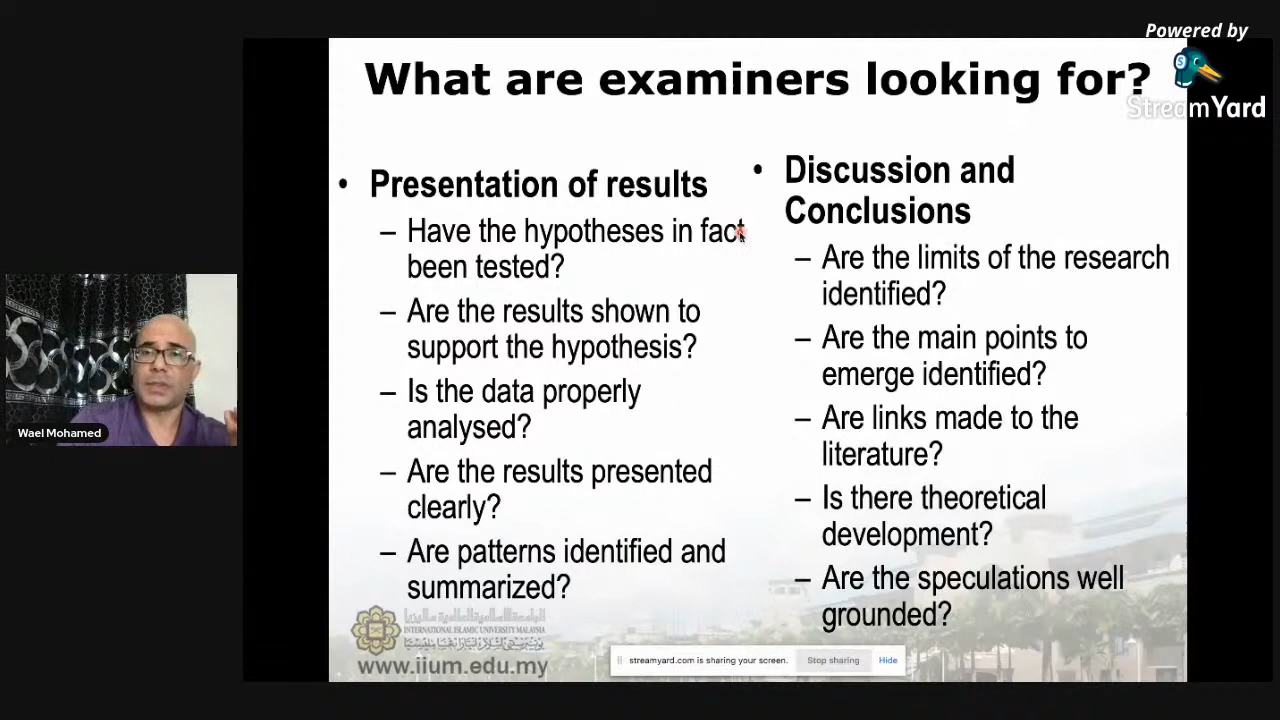 Powered by
StreamYard
What are examiners looking for?
• Presentation of results
– Have the hypotheses in fact
been tested?
– Are the results shown to
support the hypothesis?
– Is the data properly
analysed?
– Are the results presented
clearly?
– Are patterns identified and
summarized?
• Discussion and
Conclusions
– Are the limits of the research
identified?
– Are the main points to
emerge identified?
– Are links made to the
literature?
– Is there theoretical
development?
– Are the speculations well
grounded?
Wael Mohamed
الجامعة الإسلامية العالمية ماليزيا
INTERNATIONAL ISLAMIC UNIVERSITY MALAYSIA
www.iium.edu.my
streamyard.com is sharing your screen.
Stop sharing
Hide